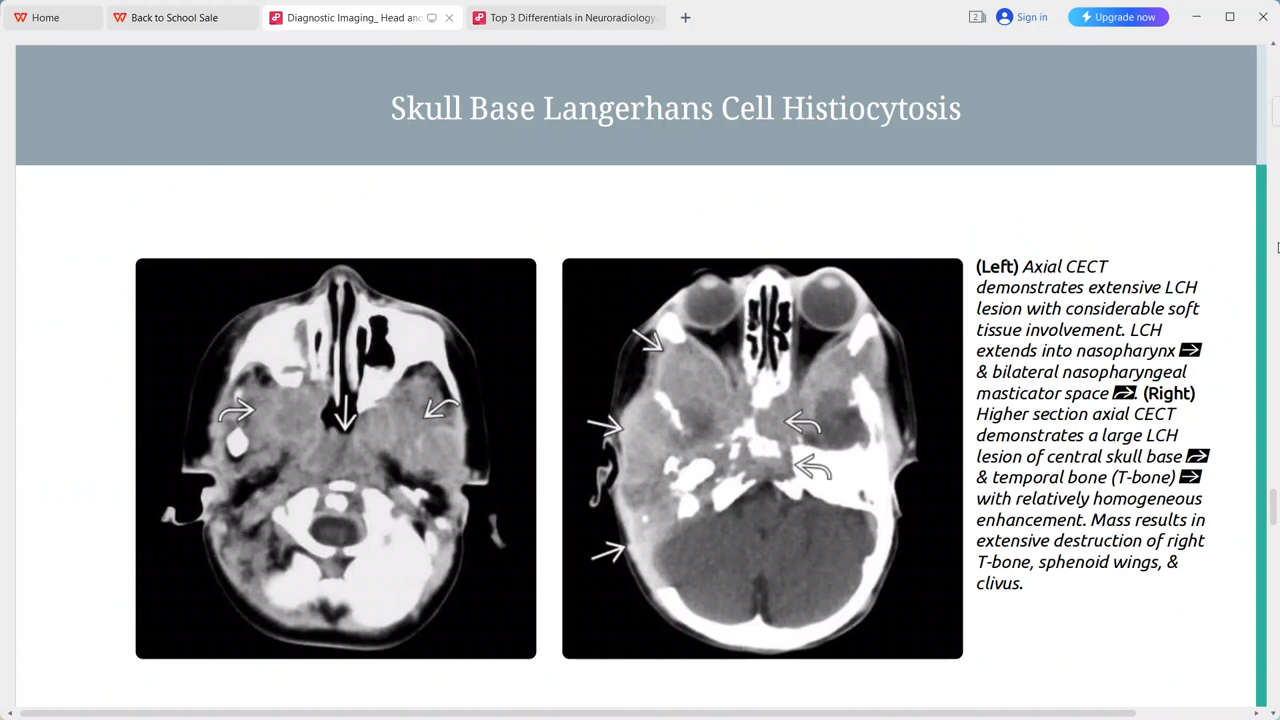 Home
Back to School Sale
Diagnostic Imaging_ Head and
Top 3 Differentials in Neuroradiology
2
Sign in
Upgrade now
Skull Base Langerhans Cell Histiocytosis
(Left) Axial CECT
demonstrates extensive LCH
lesion with considerable soft
tissue involvement. LCH
extends into nasopharynx
& bilateral nasopharyngeal
masticator space . (Right)
Higher section axial CECT
demonstrates a large LCH
lesion of central skull base
& temporal bone (T-bone)
with relatively homogeneous
enhancement. Mass results in
extensive destruction of right
T-bone, sphenoid wings, &
clivus.